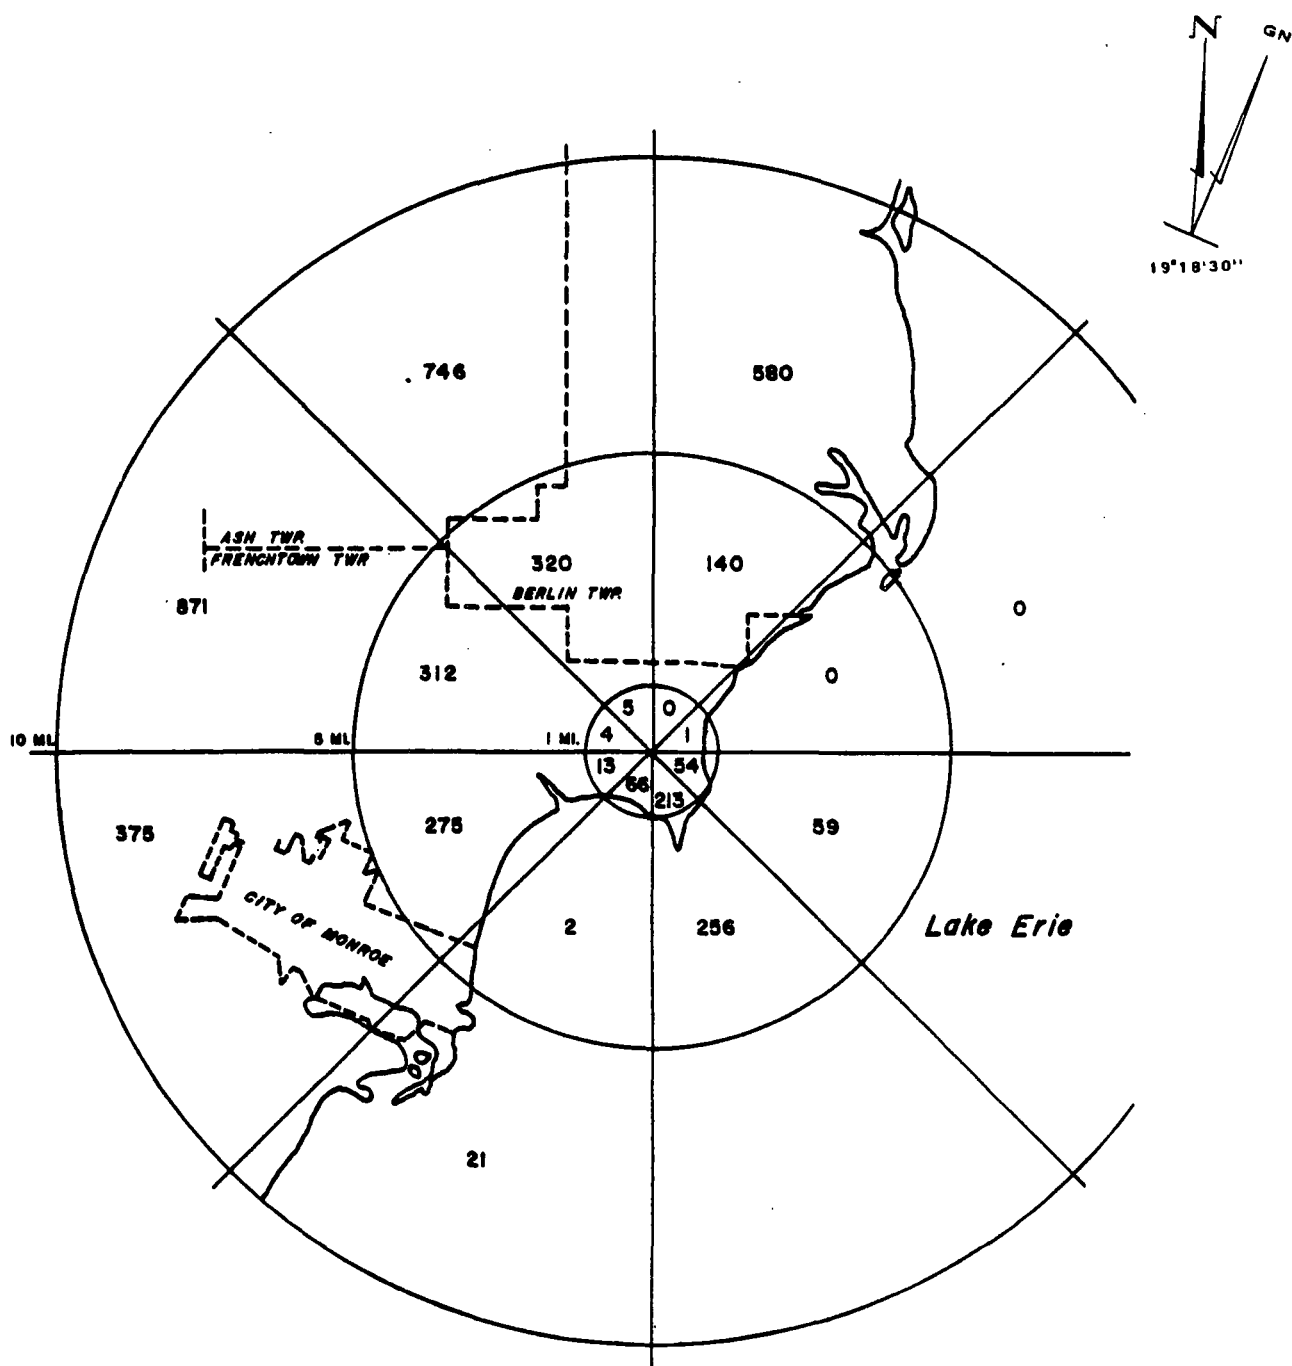 N GN
19°18'30"
746 580
ASH TWP.
FRENCHTOWN TWP.
320 140
BERLIN TWP.
871 0
312 0
5 0
4 1
10 MI. 5 MI. 1 MI.
13 54
66 213
375 275 59
CITY OF MONROE
2 256
Lake Erie
21